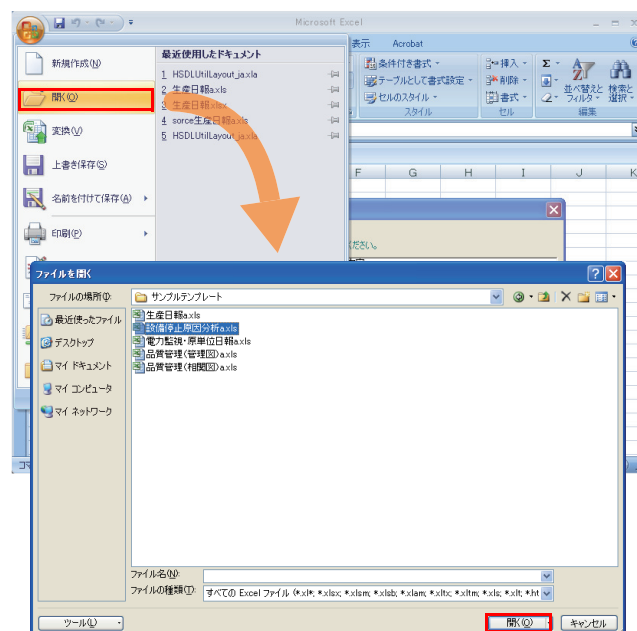 Microsoft Excel
表示 Acrobat
新規作成(N)
開く(O)
変換(V)
上書き保存(S)
名前を付けて保存(A)
印刷(P)
最近使用したドキュメント
1 HSDLUtilLayout_ja.xla
2 生産日報a.xls
3 生産日報.xlsx
4 sorce生産日報a.xls
5 HSDLUtilLayout_ja.xla
条件付き書式
テーブルとして書式設定
セルのスタイル
スタイル
挿入
削除
書式
セル
Σ
並べ替えと
フィルタ
検索と
選択
編集
F G H I J K
ください。
ファイルを開く
ファイルの場所(I):
サンプルテンプレート
最近使ったファイル
デスクトップ
マイ ドキュメント
マイ コンピュータ
マイ ネットワーク
生産日報a.xls
設備停止原因分析a.xls
電力監視・原単位日報a.xls
品質管理(管理図)a.xls
品質管理(相関図)a.xls
ファイル名(N):
ファイルの種類(T):
すべての Excel ファイル (*.xl*; *.xlsx; *.xlsm; *.xlsb; *.xlam; *.xltx; *.xltm; *.xls; *.xlt; *.ht
ツール(L)
開く(O)
キャンセル